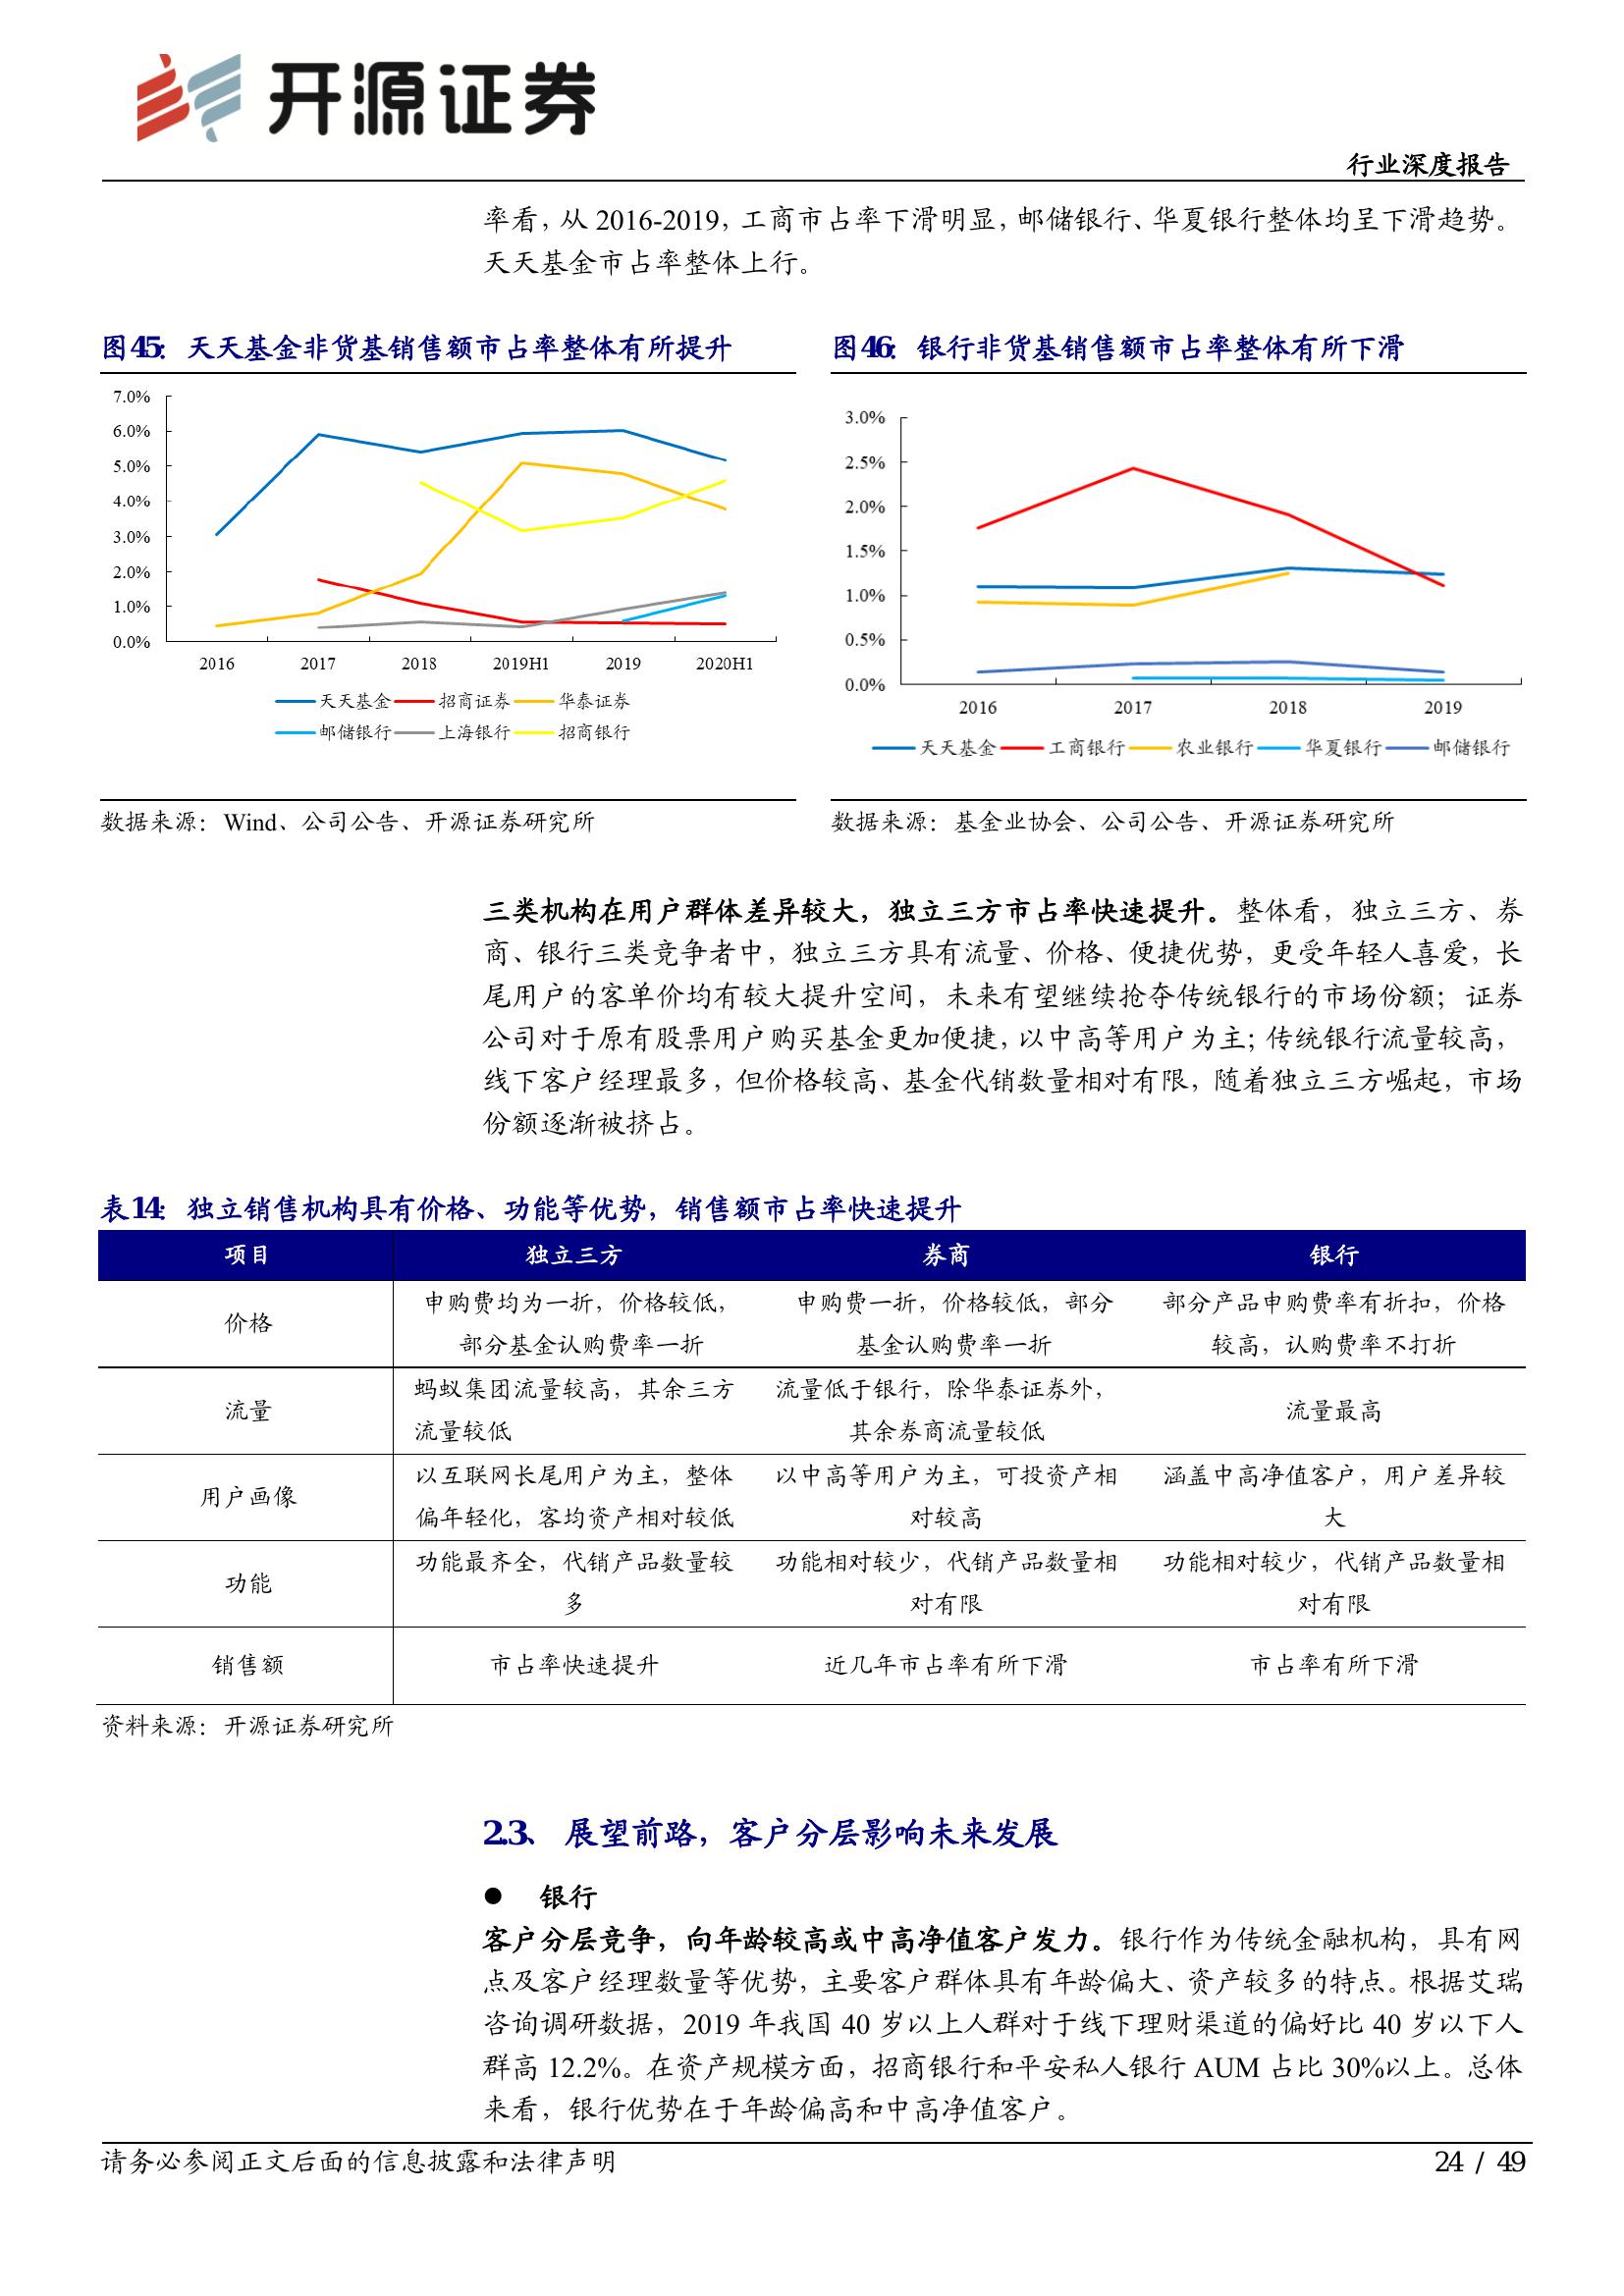 开源证券
行业深度报告
率看，从 2016-2019，工商市占率下滑明显，邮储银行、华夏银行整体均呈下滑趋势。
天天基金市占率整体上行。
图45： 天天基金非货基销售额市占率整体有所提升
7.0%
6.0%
5.0%
4.0%
3.0%
2.0%
1.0%
0.0%
2016 2017 2018 2019H1 2019 2020H1
天天基金 招商证券 华泰证券
邮储银行 上海银行 招商银行
数据来源：Wind、公司公告、开源证券研究所
图46： 银行非货基销售额市占率整体有所下滑
3.0%
2.5%
2.0%
1.5%
1.0%
0.5%
0.0%
2016 2017 2018 2019
天天基金 工商银行 农业银行 华夏银行 邮储银行
数据来源：基金业协会、公司公告、开源证券研究所
三类机构在用户群体差异较大，独立三方市占率快速提升。整体看，独立三方、券
商、银行三类竞争者中，独立三方具有流量、价格、便捷优势，更受年轻人喜爱，长
尾用户的客单价均有较大提升空间，未来有望继续抢夺传统银行的市场份额；证券
公司对于原有股票用户购买基金更加便捷，以中高等用户为主；传统银行流量较高，
线下客户经理最多，但价格较高、基金代销数量相对有限，随着独立三方崛起，市场
份额逐渐被挤占。
表14： 独立销售机构具有价格、功能等优势，销售额市占率快速提升
项目 独立三方 券商 银行
价格
申购费均为一折，价格较低，
部分基金认购费率一折
申购费一折，价格较低，部分
基金认购费率一折
部分产品申购费率有折扣，价格
较高，认购费率不打折
流量
蚂蚁集团流量较高，其余三方
流量较低
流量低于银行，除华泰证券外，
其余券商流量较低
流量最高
用户画像
以互联网长尾用户为主，整体
偏年轻化，客均资产相对较低
以中高等用户为主，可投资产相
对较高
涵盖中高净值客户，用户差异较
大
功能
功能最齐全，代销产品数量较
多
功能相对较少，代销产品数量相
对有限
功能相对较少，代销产品数量相
对有限
销售额 市占率快速提升 近几年市占率有所下滑 市占率有所下滑
资料来源：开源证券研究所
2.3、 展望前路，客户分层影响未来发展
● 银行
客户分层竞争，向年龄较高或中高净值客户发力。银行作为传统金融机构，具有网
点及客户经理数量等优势，主要客户群体具有年龄偏大、资产较多的特点。根据艾瑞
咨询调研数据，2019 年我国 40 岁以上人群对于线下理财渠道的偏好比 40 岁以下人
群高 12.2%。在资产规模方面，招商银行和平安私人银行 AUM 占比 30%以上。总体
来看，银行优势在于年龄偏高和中高净值客户。
请务必参阅正文后面的信息披露和法律声明
24 / 49